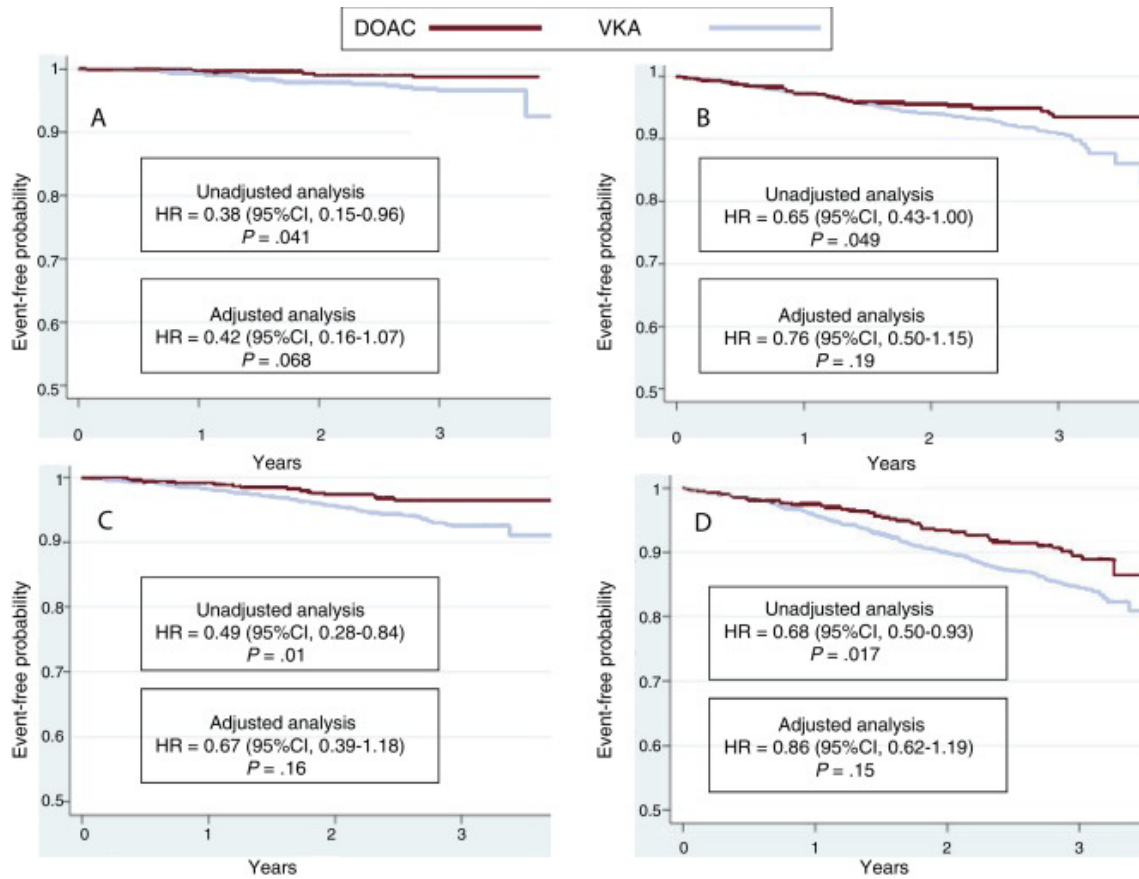 DOAC VKA
A
Event-free probability
1
0.9
0.8
0.7
0.6
0.5
Unadjusted analysis
HR = 0.38 (95%CI, 0.15-0.96)
P = .041
Adjusted analysis
HR = 0.42 (95%CI, 0.16-1.07)
P = .068
0 1 2 3
Years
B
Event-free probability
1
0.9
0.8
0.7
0.6
0.5
Unadjusted analysis
HR = 0.65 (95%CI, 0.43-1.00)
P = .049
Adjusted analysis
HR = 0.76 (95%CI, 0.50-1.15)
P = .19
0 1 2 3
Years
C
Event-free probability
1
0.9
0.8
0.7
0.6
0.5
Unadjusted analysis
HR = 0.49 (95%CI, 0.28-0.84)
P = .01
Adjusted analysis
HR = 0.67 (95%CI, 0.39-1.18)
P = .16
0 1 2 3
Years
D
Event-free probability
1
0.9
0.8
0.7
0.6
0.5
Unadjusted analysis
HR = 0.68 (95%CI, 0.50-0.93)
P = .017
Adjusted analysis
HR = 0.86 (95%CI, 0.62-1.19)
P = .15
0 1 2 3
Years